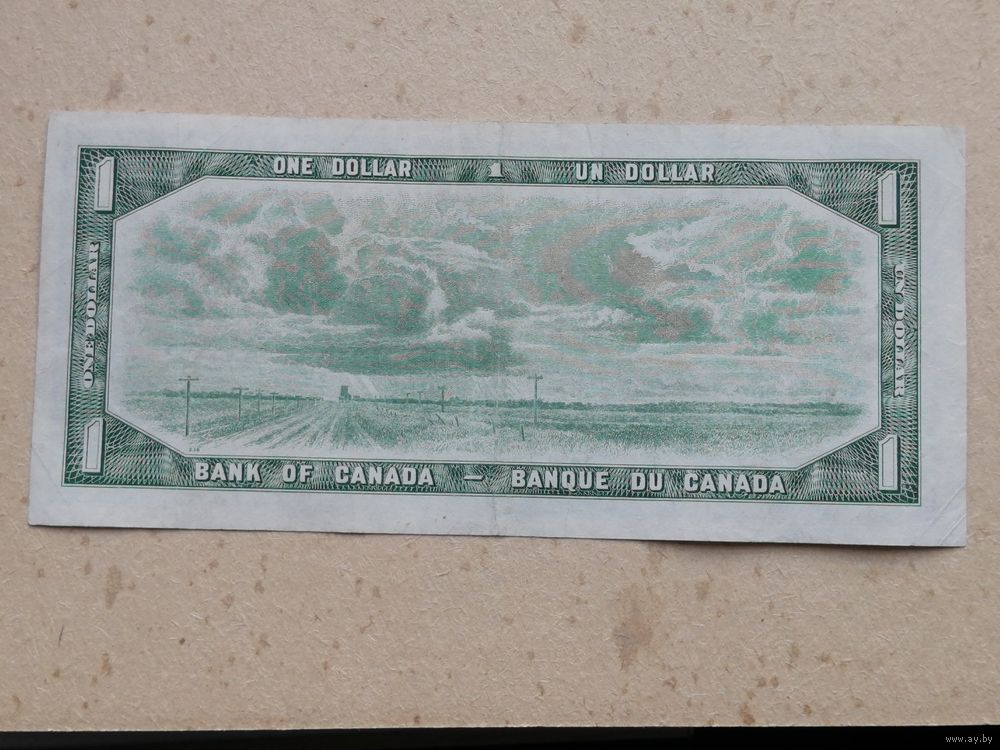 1 ONE DOLLAR 1 UN DOLLAR 1
ONE DOLLAR
UN DOLLAR
1 BANK OF CANADA — BANQUE DU CANADA 1
www.ay.by